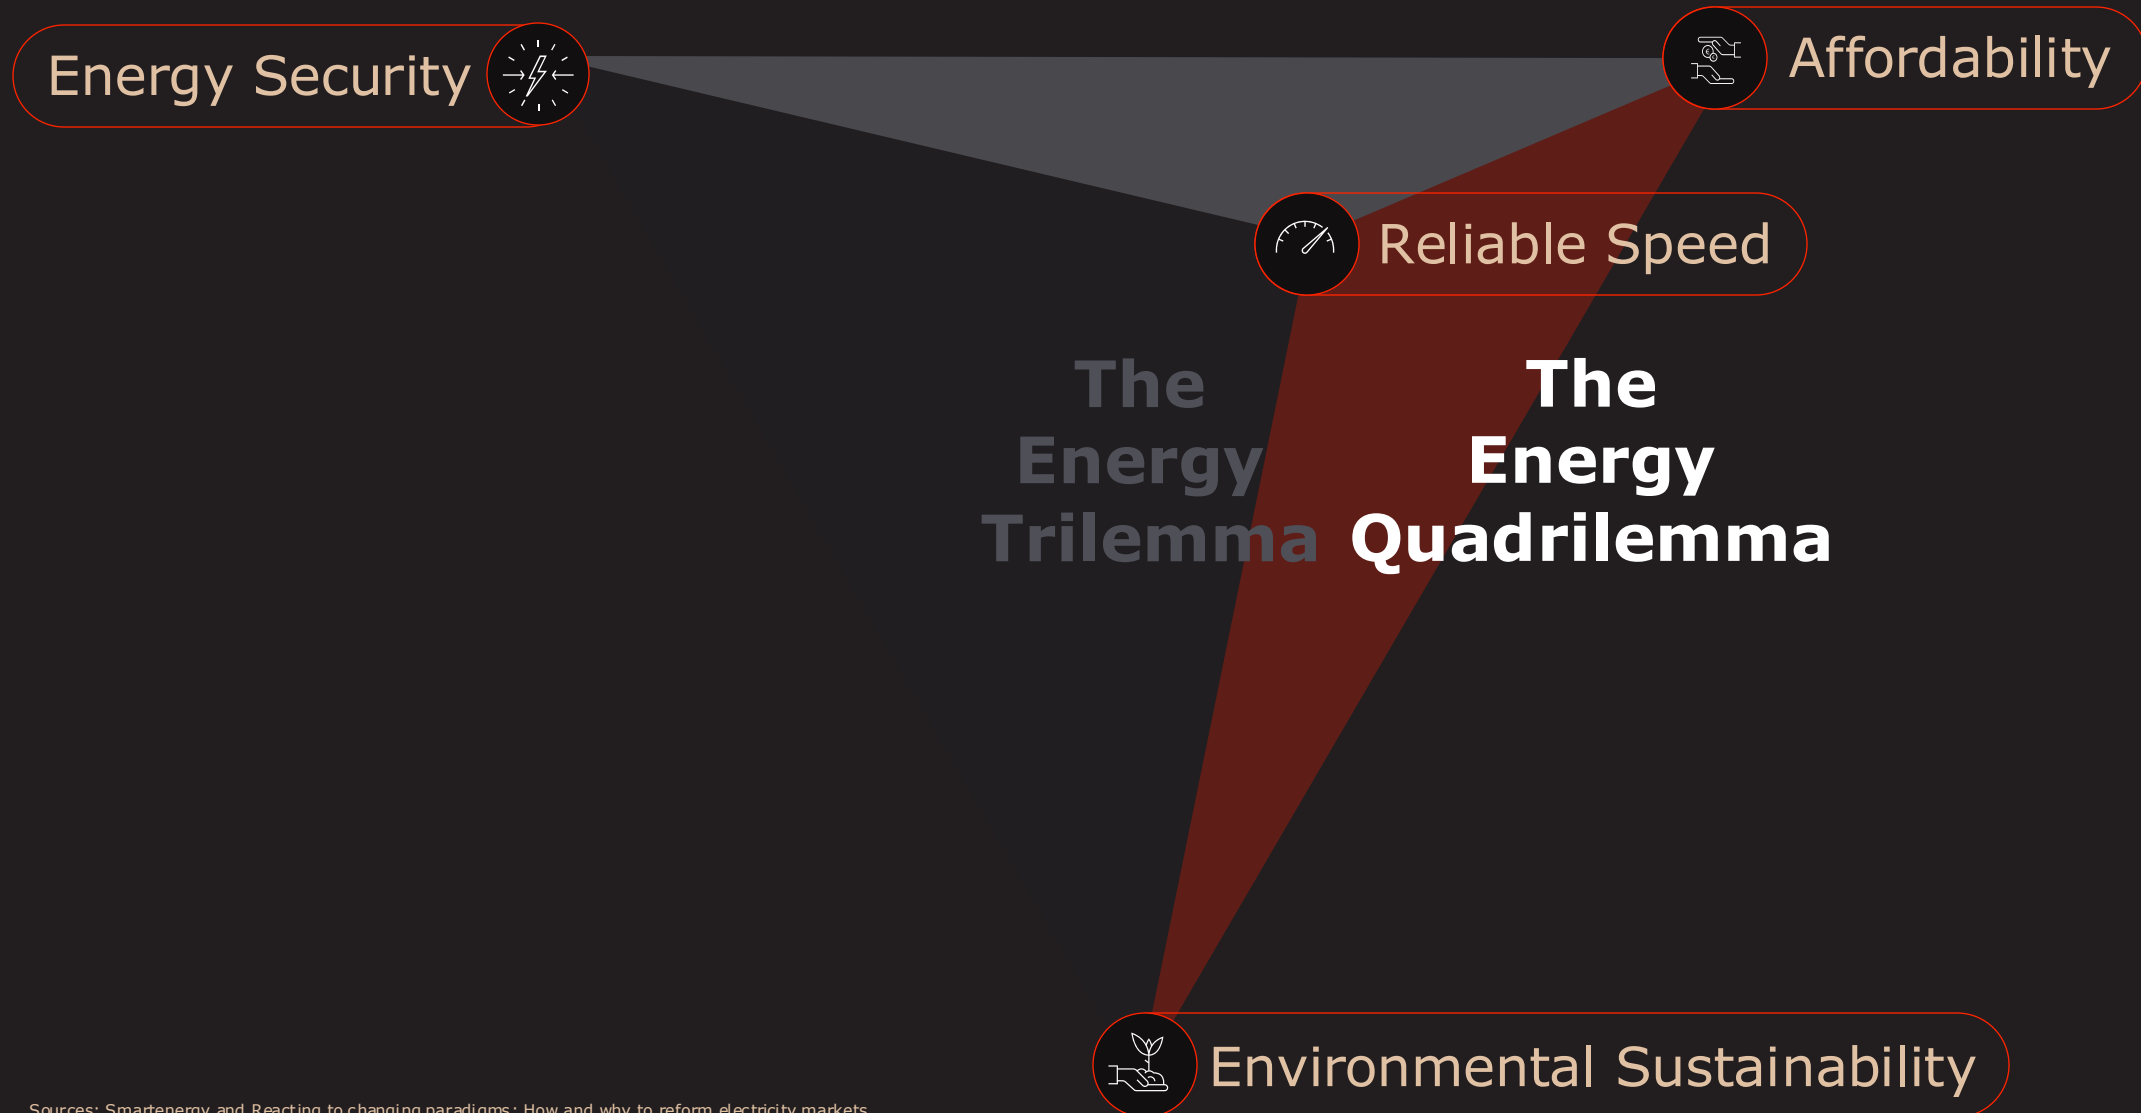 Energy Security
Affordability
Reliable Speed
The
Energy
Trilemma
The
Energy
Quadrilemma
Environmental Sustainability
Sources: Smartenergy and Reacting to changing paradigms: How and why to reform electricity markets